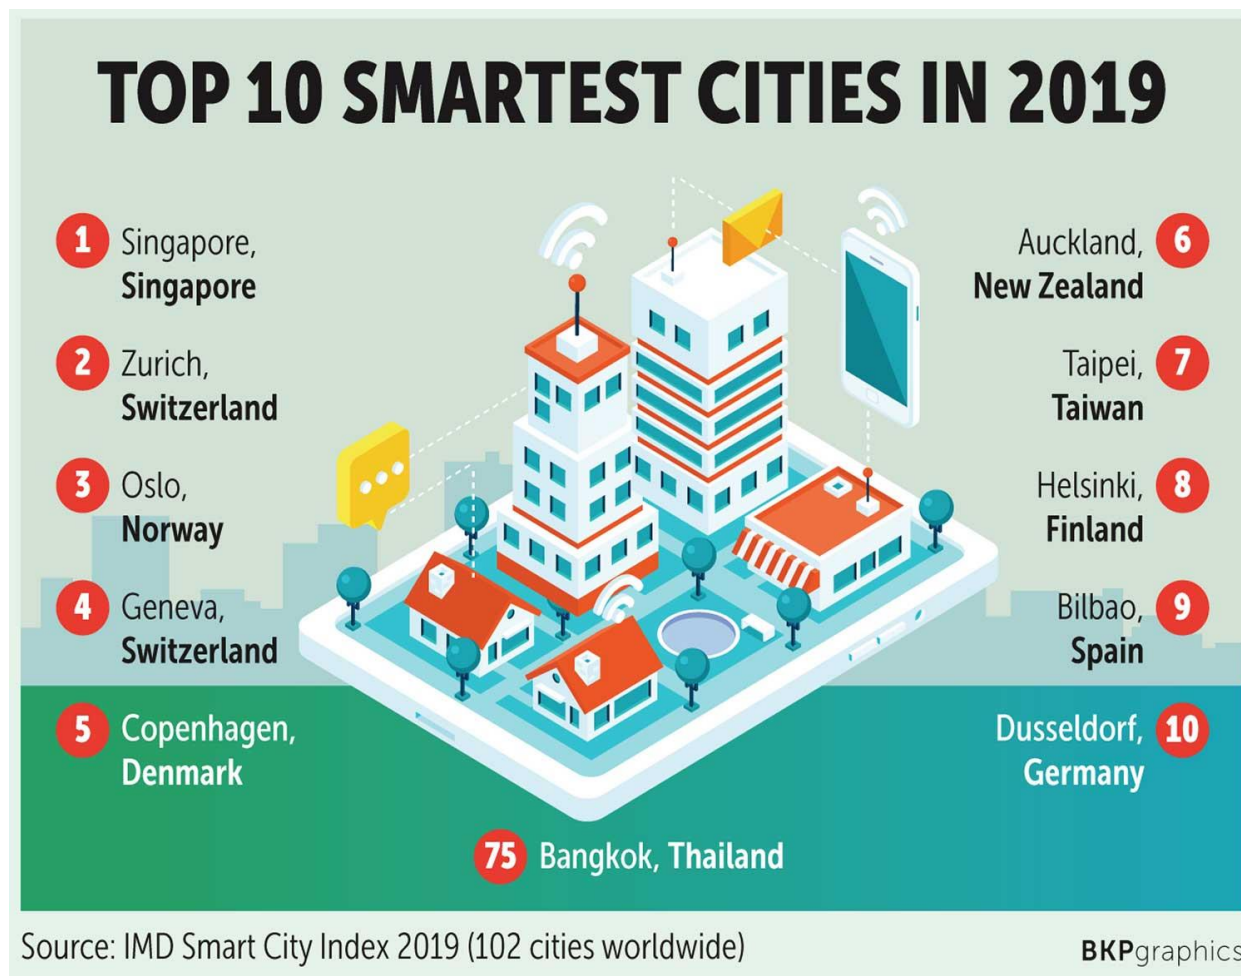 TOP 10 SMARTEST CITIES IN 2019
1 Singapore,
Singapore
2 Zurich,
Switzerland
3 Oslo,
Norway
4 Geneva,
Switzerland
5 Copenhagen,
Denmark
Auckland, 6
New Zealand
Taipei, 7
Taiwan
Helsinki, 8
Finland
Bilbao, 9
Spain
Dusseldorf, 10
Germany
75 Bangkok, Thailand
Source: IMD Smart City Index 2019 (102 cities worldwide)
BKPgraphics